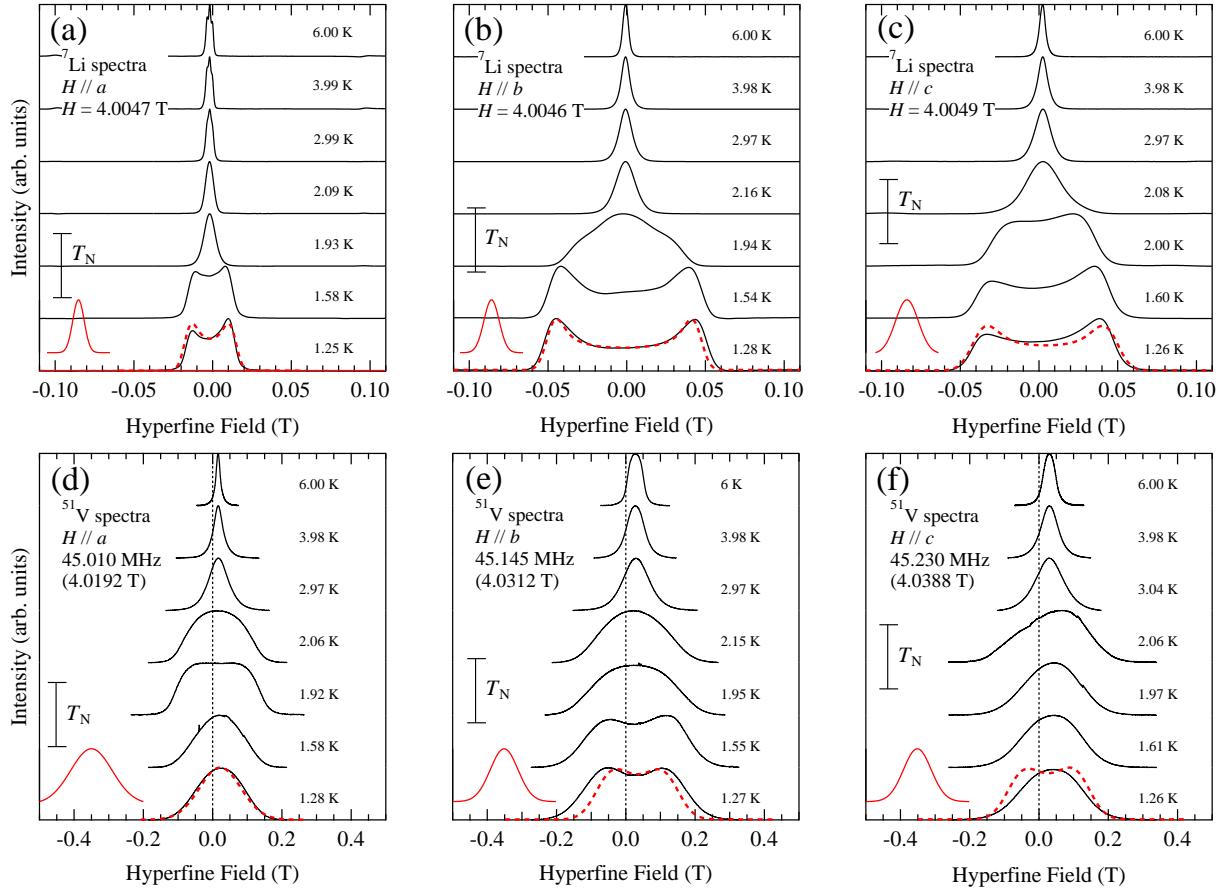 Intensity (arb. units)
(a)
⁷Li spectra
H // a
H = 4.0047 T
6.00 K
3.99 K
2.99 K
2.09 K
1.93 K
1.58 K
1.25 K
T_N
-0.10 -0.05 0.00 0.05 0.10
Hyperfine Field (T)
(b)
⁷Li spectra
H // b
H = 4.0046 T
6.00 K
3.98 K
2.97 K
2.16 K
1.94 K
1.54 K
1.28 K
T_N
-0.10 -0.05 0.00 0.05 0.10
Hyperfine Field (T)
(c)
⁷Li spectra
H // c
H = 4.0049 T
6.00 K
3.98 K
2.97 K
2.08 K
2.00 K
1.60 K
1.26 K
T_N
-0.10 -0.05 0.00 0.05 0.10
Hyperfine Field (T)
Intensity (arb. units)
(d)
⁵¹V spectra
H // a
45.010 MHz
(4.0192 T)
6.00 K
3.98 K
2.97 K
2.06 K
1.92 K
1.58 K
1.28 K
T_N
-0.4 -0.2 0.0 0.2 0.4
Hyperfine Field (T)
(e)
⁵¹V spectra
H // b
45.145 MHz
(4.0312 T)
6 K
3.98 K
2.97 K
2.15 K
1.95 K
1.55 K
1.27 K
T_N
-0.4 -0.2 0.0 0.2 0.4
Hyperfine Field (T)
(f)
⁵¹V spectra
H // c
45.230 MHz
(4.0388 T)
6.00 K
3.98 K
3.04 K
2.06 K
1.97 K
1.61 K
1.26 K
T_N
-0.4 -0.2 0.0 0.2 0.4
Hyperfine Field (T)